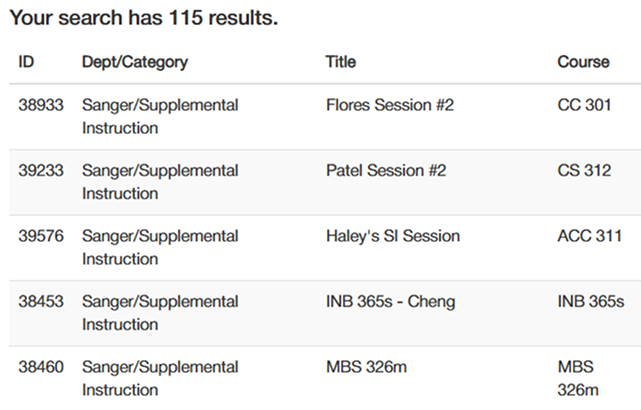 Your search has 115 results.
ID Dept/Category Title Course
38933 Sanger/Supplemental Instruction Flores Session #2 CC 301
39233 Sanger/Supplemental Instruction Patel Session #2 CS 312
39576 Sanger/Supplemental Instruction Haley's SI Session ACC 311
38453 Sanger/Supplemental Instruction INB 365s - Cheng INB 365s
38460 Sanger/Supplemental Instruction MBS 326m MBS 326m